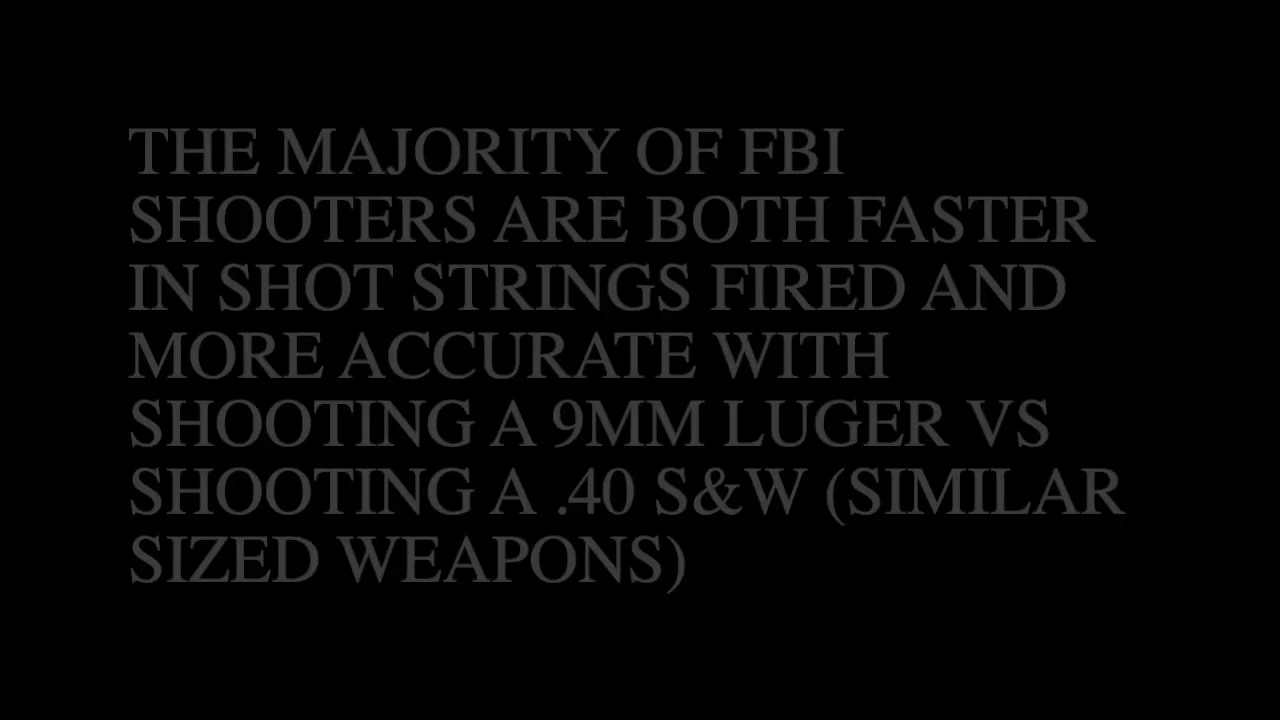 THE MAJORITY OF FBI
SHOOTERS ARE BOTH FASTER
IN SHOT STRINGS FIRED AND
MORE ACCURATE WITH
SHOOTING A 9MM LUGER VS
SHOOTING A .40 S&W (SIMILAR
SIZED WEAPONS)